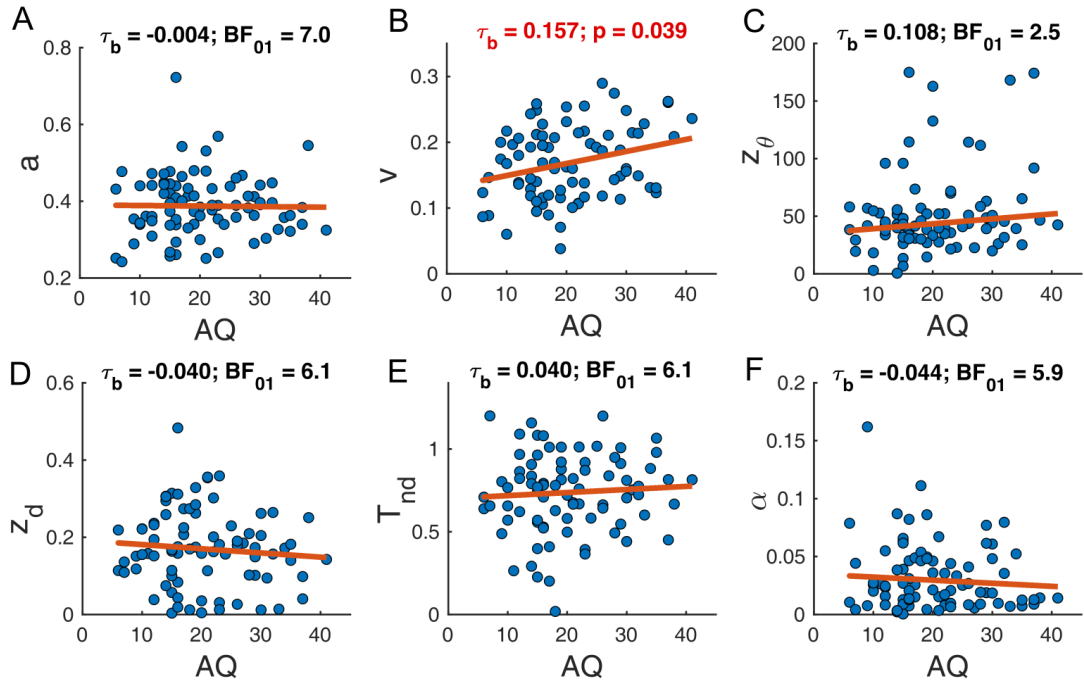 A
τb = -0.004; BF01 = 7.0
0.8
0.6
0.4
0.2
a
0 10 20 30 40
AQ
B
τb = 0.157; p = 0.039
0.3
0.2
0.1
0
v
0 10 20 30 40
AQ
C
τb = 0.108; BF01 = 2.5
200
150
100
50
0
zθ
0 10 20 30 40
AQ
D
τb = -0.040; BF01 = 6.1
0.6
0.4
0.2
0
zd
0 10 20 30 40
AQ
E
τb = 0.040; BF01 = 6.1
1
0.5
0
Tnd
0 10 20 30 40
AQ
F
τb = -0.044; BF01 = 5.9
0.2
0.15
0.1
0.05
0
α
0 10 20 30 40
AQ